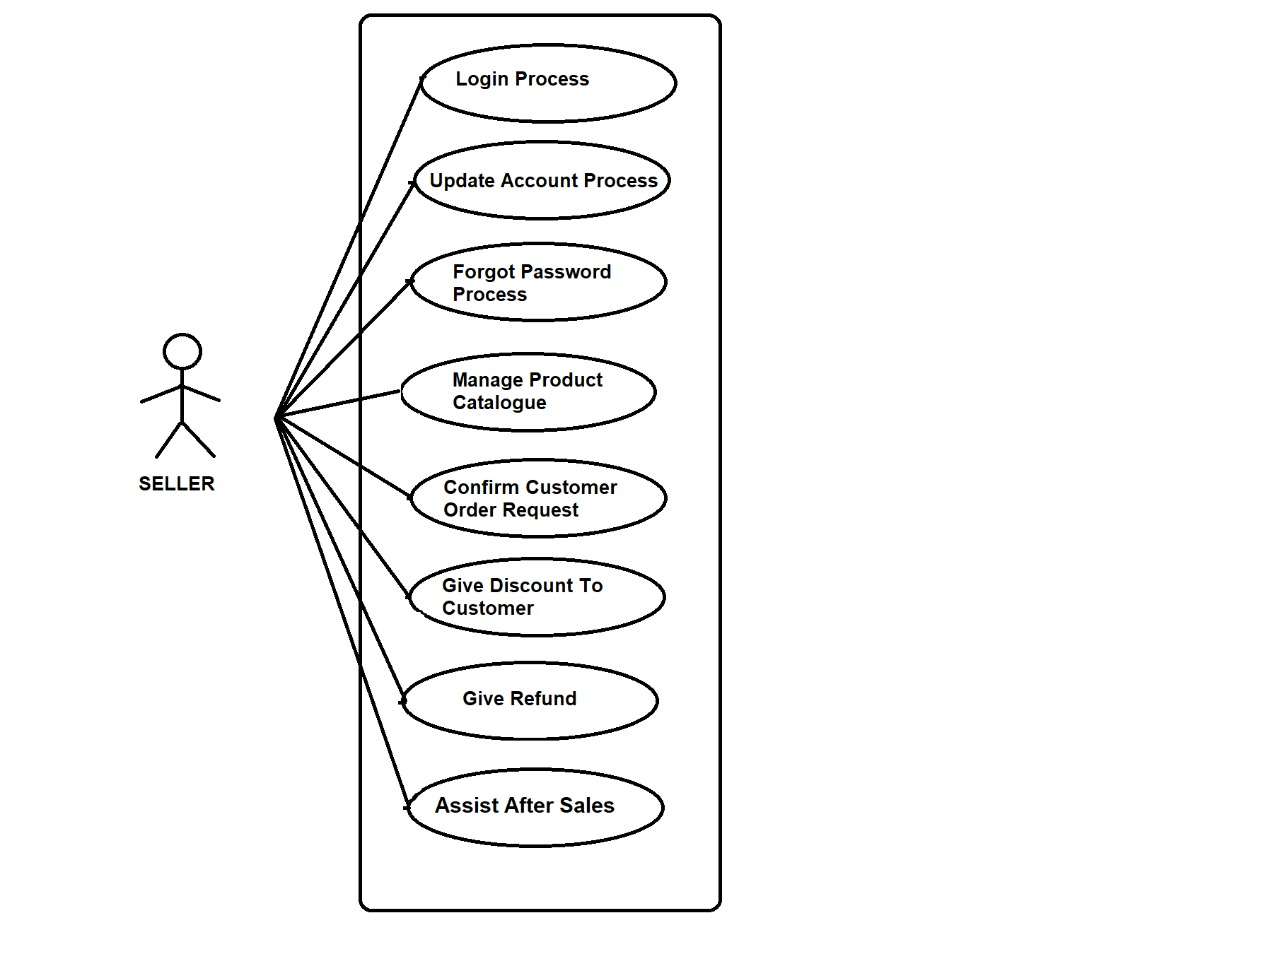 Login Process
Update Account Process
Forgot Password
Process
Manage Product
Catalogue
SELLER
Confirm Customer
Order Request
Give Discount To
Customer
Give Refund
Assist After Sales